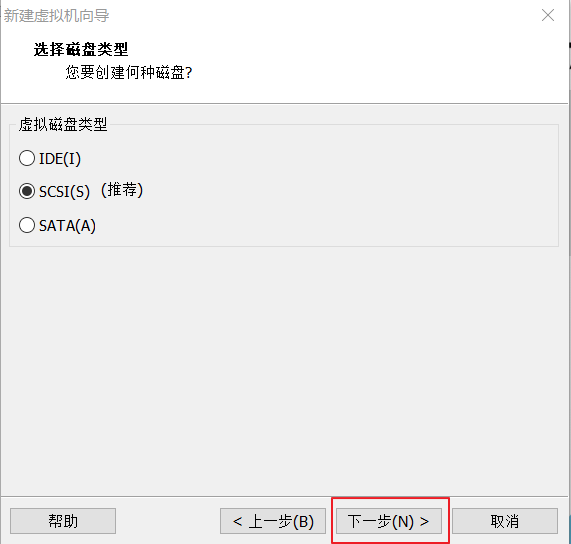 新建虚拟机向导
选择磁盘类型
您要创建何种磁盘?
虚拟磁盘类型
IDE(I)
SCSI(S) (推荐)
SATA(A)
帮助 < 上一步(B) 下一步(N) > 取消